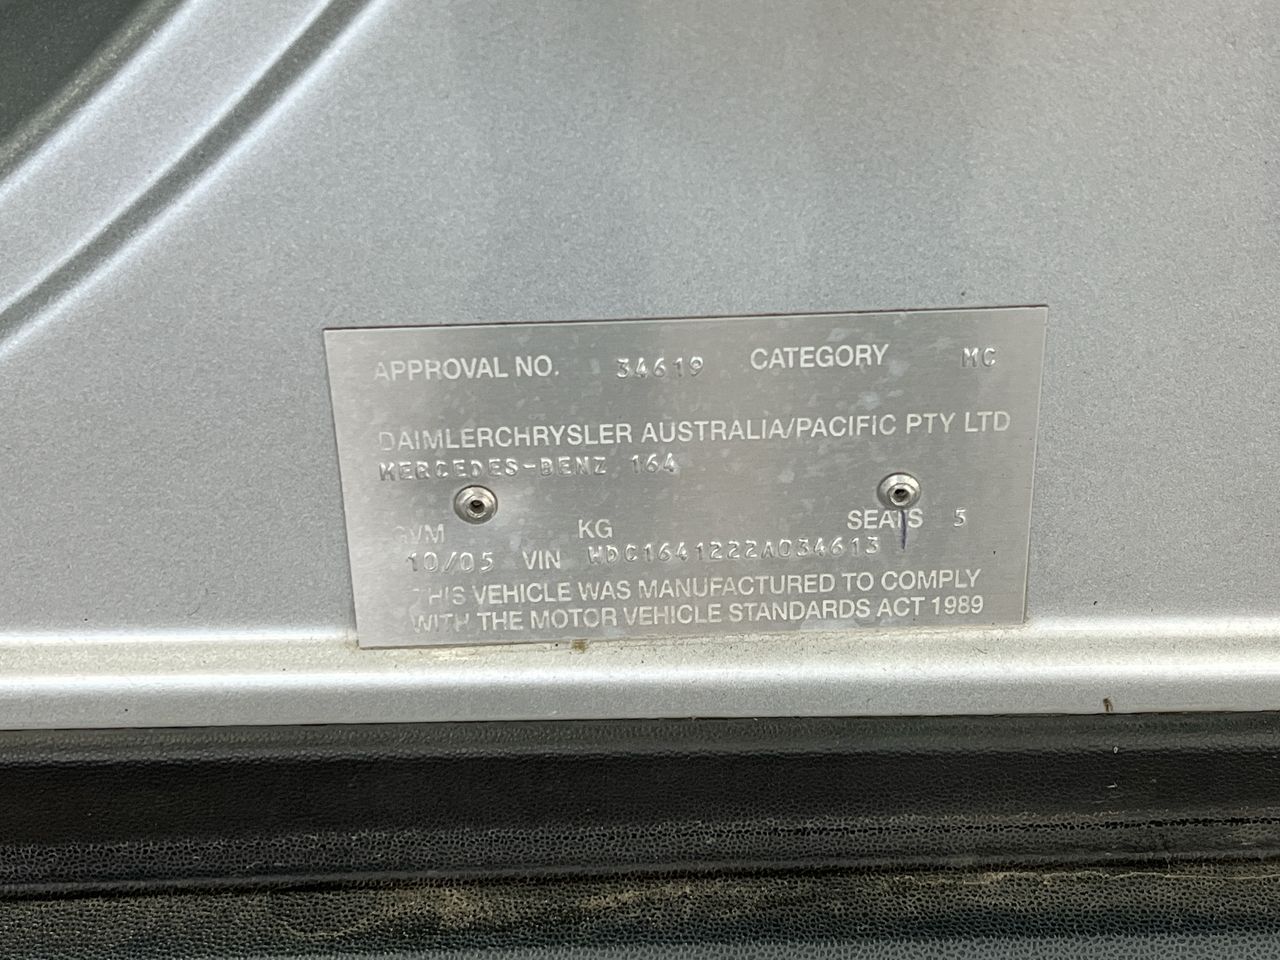 APPROVAL NO. 34619 CATEGORY MC
DAIMLERCHRYSLER AUSTRALIA/PACIFIC PTY LTD
MERCEDES-BENZ 164
GVM KG SEATS 5
10/05 VIN WDC1641222A034613
THIS VEHICLE WAS MANUFACTURED TO COMPLY
WITH THE MOTOR VEHICLE STANDARDS ACT 1989